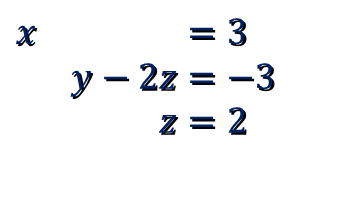 x = 3
y − 2z = −3
z = 2